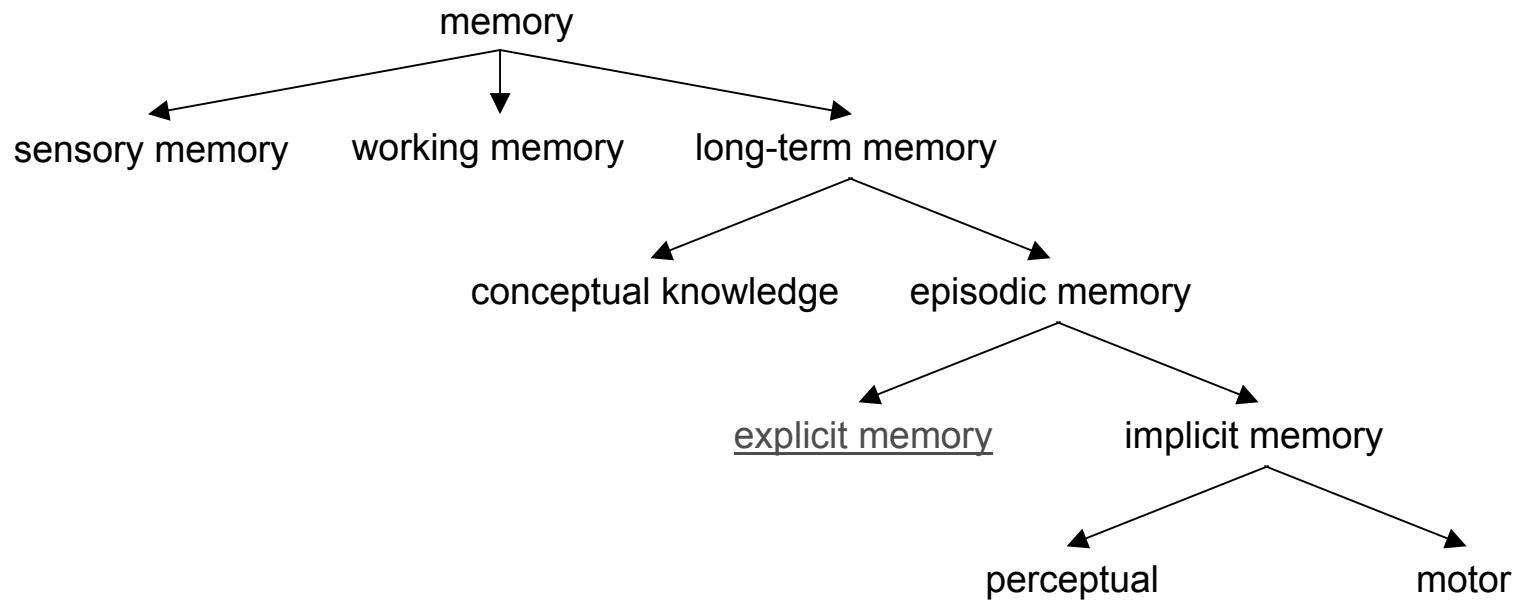 memory
sensory memory working memory long-term memory
conceptual knowledge episodic memory
explicit memory implicit memory
perceptual motor